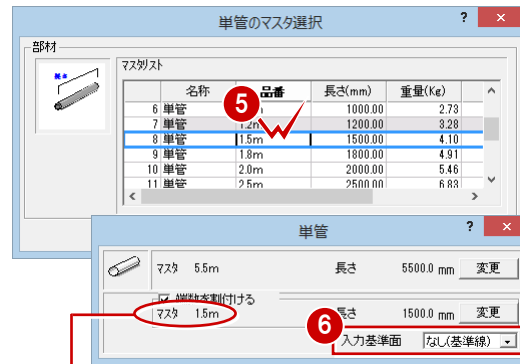 単管のマスタ選択 ? ×
部材
マスタリスト
名称 品番 長さ(mm) 重量(Kg)
6 単管 1000.00 2.73
7 単管 1.2m 1200.00 3.28
8 単管 1.5m 1500.00 4.10
9 単管 1.8m 1800.00 4.91
10 単管 2.0m 2000.00 5.46
11 単管 2.5m 2500.00 6.83
5
単管 ? ×
マスタ 5.5m 長さ 5500.0 mm 変更
端数を割付ける
マスタ 1.5m 長さ 1500.0 mm 変更
6
入力基準面 なし(基準線)